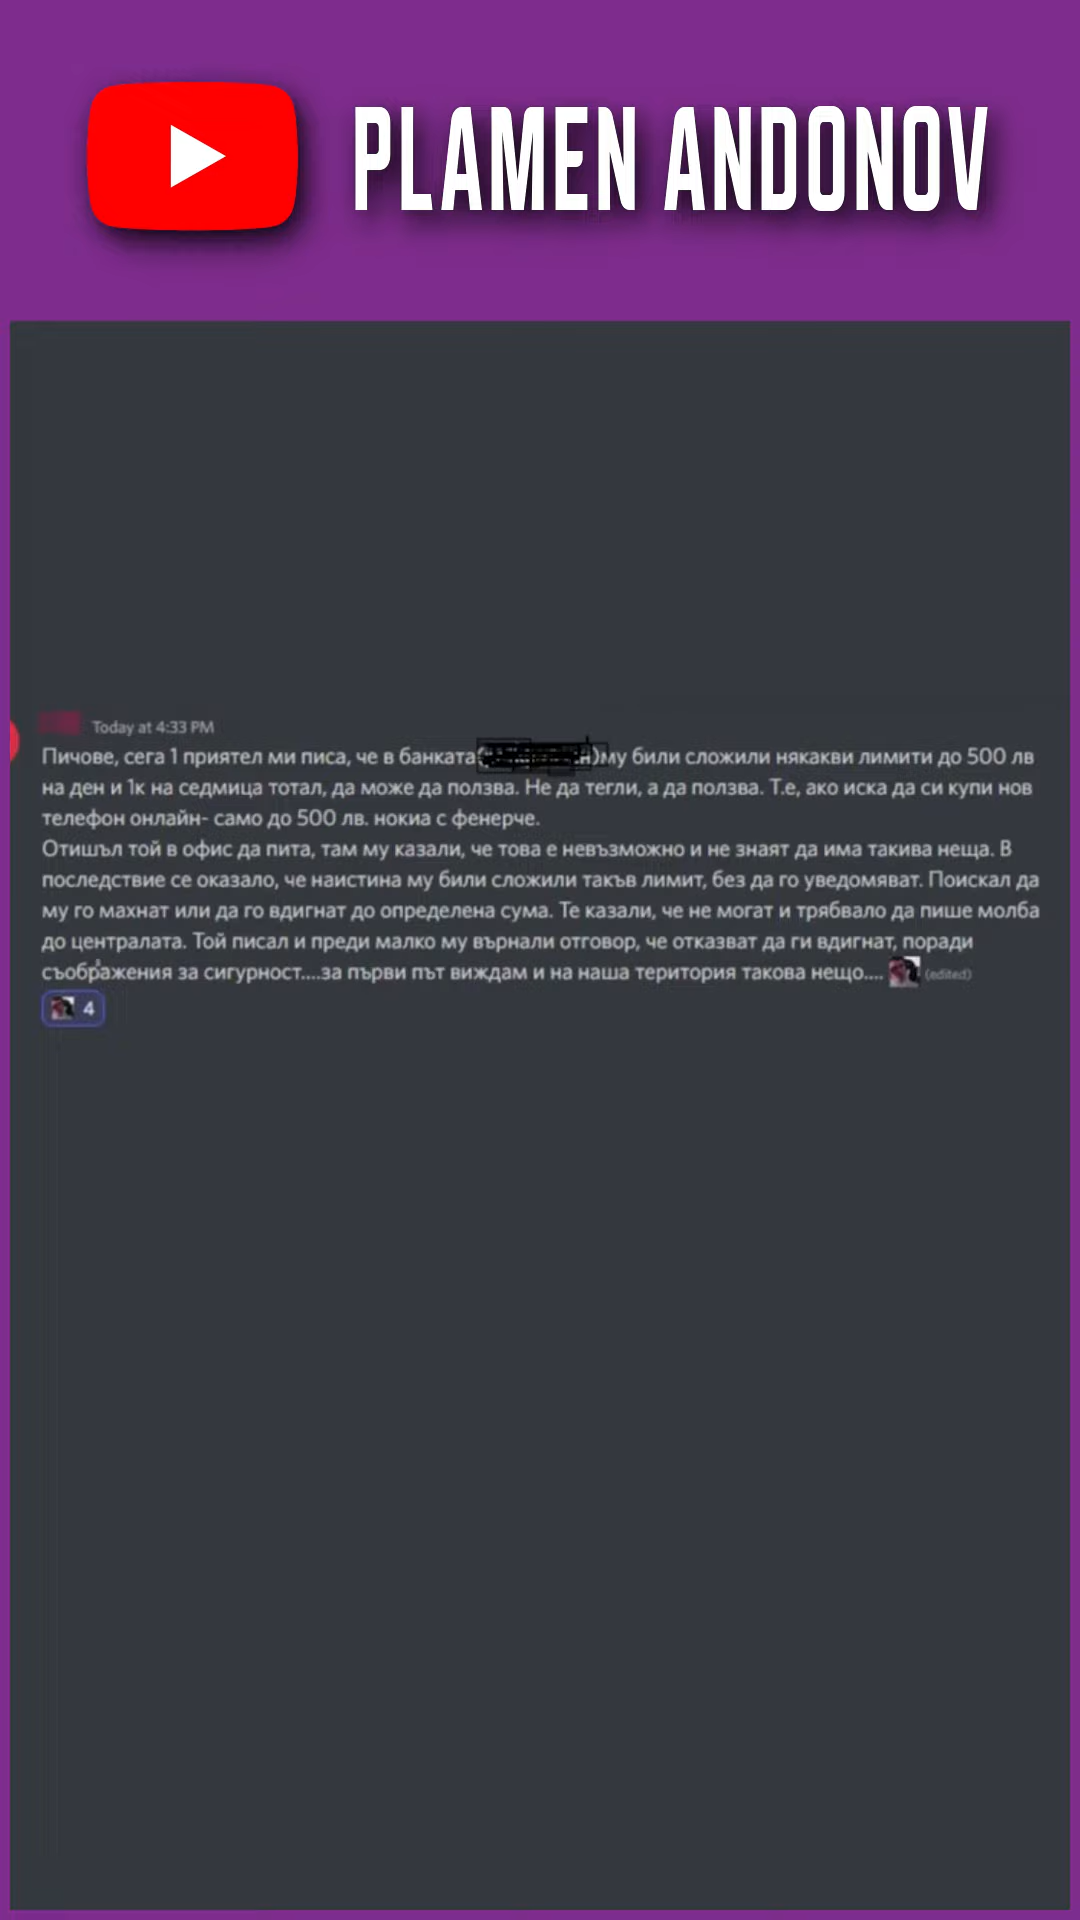 PLAMEN ANDONOV
Today at 4:33 PM
Пичове, сега 1 приятел ми писа, че в банката му били сложили някакви лимити до 500 лв
на ден и 1к на седмица тотал, да може да ползва. Не да тегли, а да ползва. Т.е, ако иска да си купи нов
телефон онлайн- само до 500 лв. нокиа с фенерче.
Отишъл той в офис да пита, там му казали, че това е невъзможно и не знаят да има такива неща. В
последствие се оказало, че наистина му били сложили такъв лимит, без да го уведомяват. Поискал да
му го махнат или да го вдигнат до определена сума. Те казали, че не могат и трябвало да пише молба
до централата. Той писал и преди малко му върнали отговор, че отказват да ги вдигнат, поради
съображения за сигурност....за първи път виждам и на наша територия такова нещо.... (edited)
4